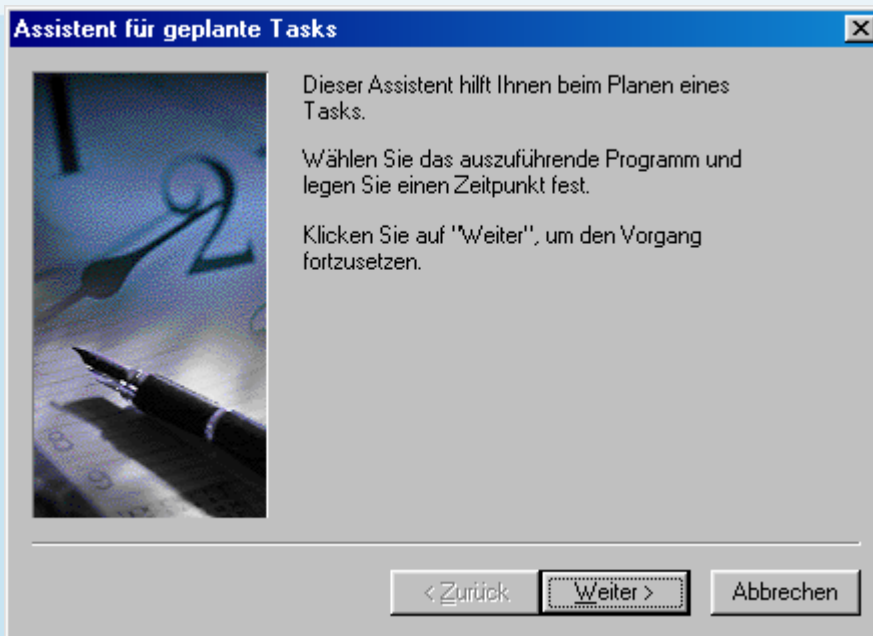 Assistent für geplante Tasks
Dieser Assistent hilft Ihnen beim Planen eines
Tasks.
Wählen Sie das auszuführende Programm und
legen Sie einen Zeitpunkt fest.
Klicken Sie auf "Weiter", um den Vorgang
fortzusetzen.
2
< Zurück
Weiter >
Abbrechen